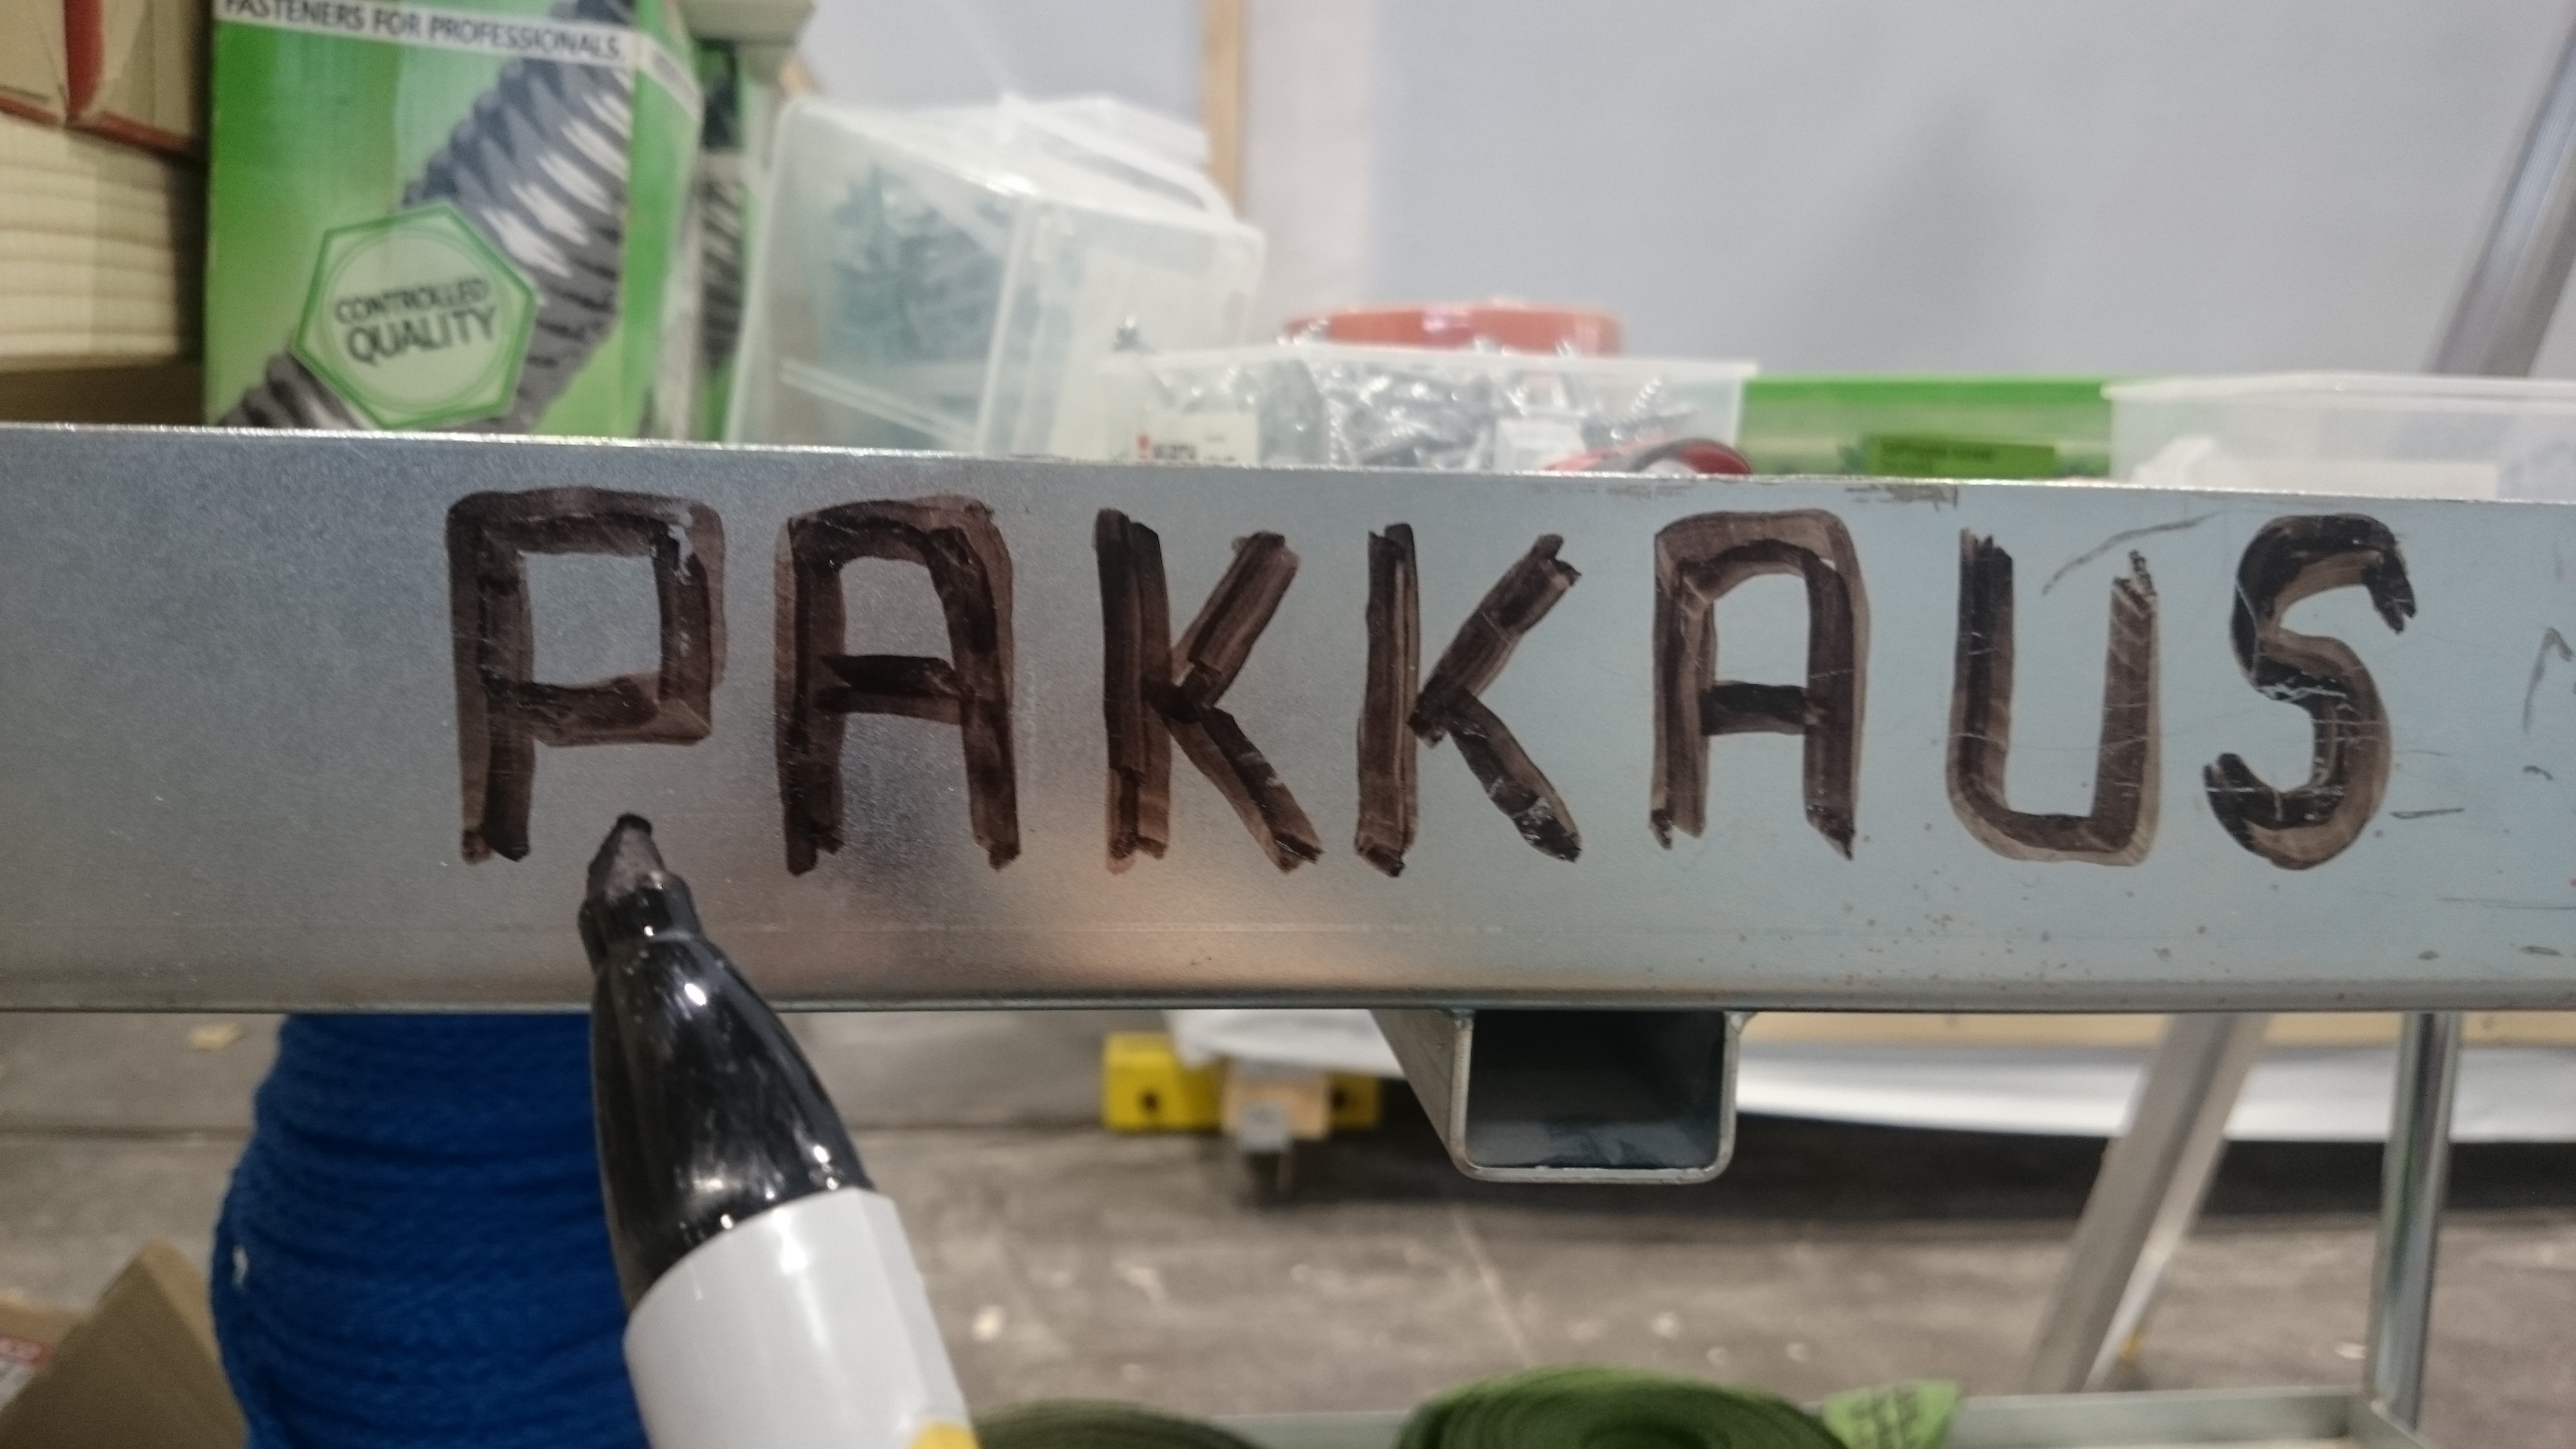 FASTENERS FOR PROFESSIONALS.
CONTROLLED
QUALITY
PAKKAUS